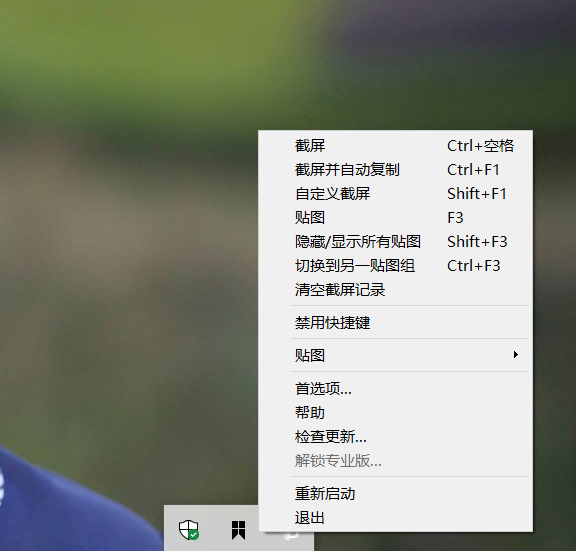 截屏 Ctrl+空格
截屏并自动复制 Ctrl+F1
自定义截屏 Shift+F1
贴图 F3
隐藏/显示所有贴图 Shift+F3
切换到另一贴图组 Ctrl+F3
清空截屏记录
禁用快捷键
贴图
首选项...
帮助
检查更新...
解锁专业版...
重新启动
退出